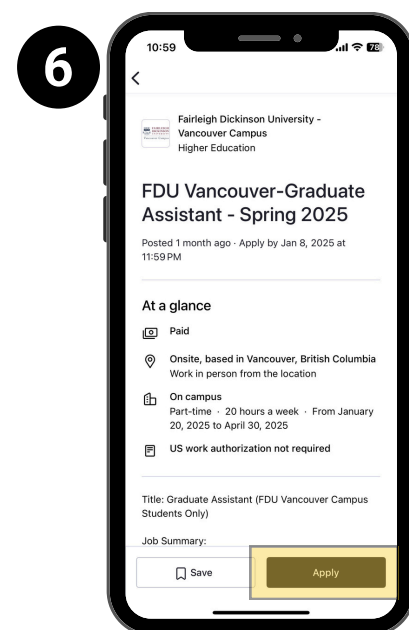 6
10:59
78
Fairleigh Dickinson University -
Vancouver Campus
Higher Education
FDU Vancouver-Graduate
Assistant - Spring 2025
Posted 1 month ago · Apply by Jan 8, 2025 at
11:59 PM
At a glance
Paid
Onsite, based in Vancouver, British Columbia
Work in person from the location
On campus
Part-time · 20 hours a week · From January
20, 2025 to April 30, 2025
US work authorization not required
Title: Graduate Assistant (FDU Vancouver Campus
Students Only)
Job Summary:
Save
Apply